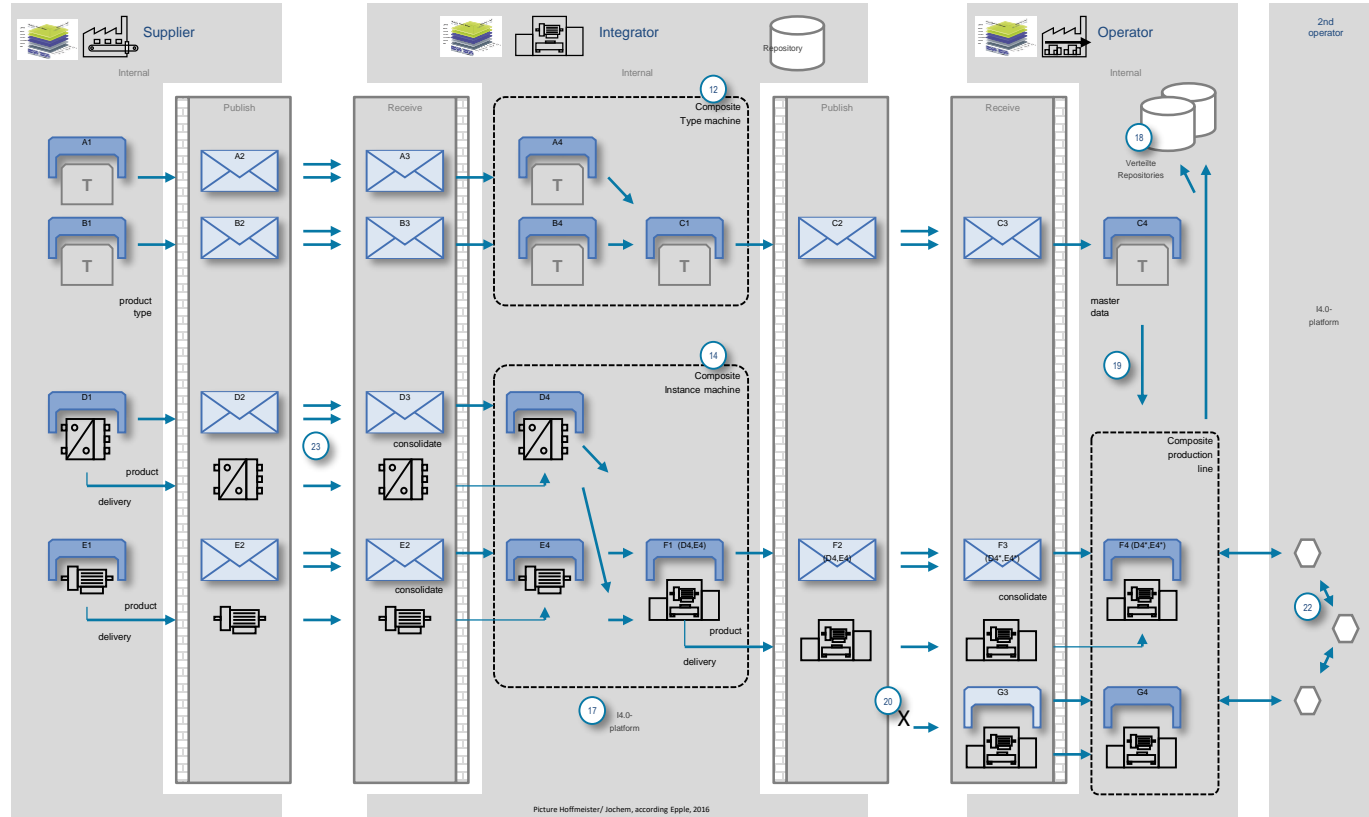 Supplier
Integrator
Repository
Operator
2nd
operator
Internal
Internal
Internal
Publish
Receive
12
Composite
Type machine
Publish
Receive
18
Verteilte
Repositories
A1
T
A2
A3
A4
T
B1
T
B2
B3
B4
T
C1
T
C2
C3
C4
T
product
type
master
data
I4.0-
platform
14
Composite
Instance machine
19
D1
D2
D3
D4
23
consolidate
Composite
production
line
product
delivery
E1
E2
E2
E4
F1 (D4,E4)
F2
(D4,E4)
F3
(D4*,E4*)
F4 (D4*,E4*)
consolidate
consolidate
product
delivery
product
delivery
22
17
I4.0-
platform
20
X
G3
G4
Picture Hoffmeister/ Jochem, according Epple, 2016